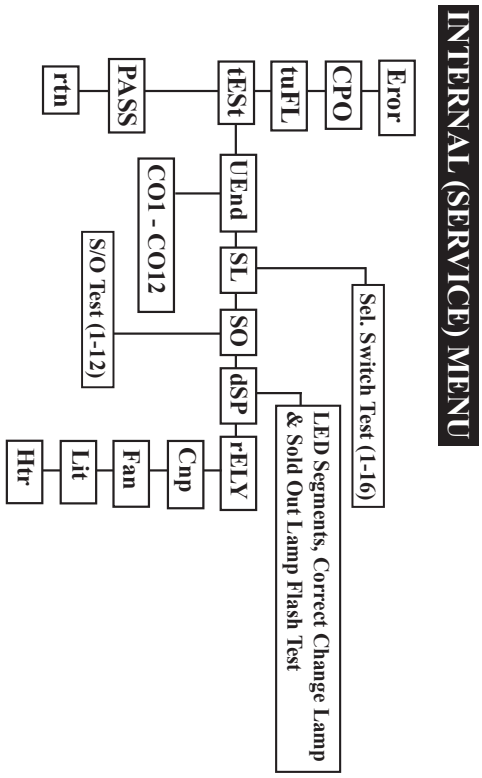 INTERNAL (SERVICE) MENU
Eror
CPO
tuFL
tESt
UEnd
SL
SO
dSP
rELY
PASS
rtn
CO1 - CO12
Sel. Switch Test (1-16)
S/O Test (1-12)
LED Segments, Correct Change Lamp
& Sold Out Lamp Flash Test
Cnp
Fan
Lit
Htr